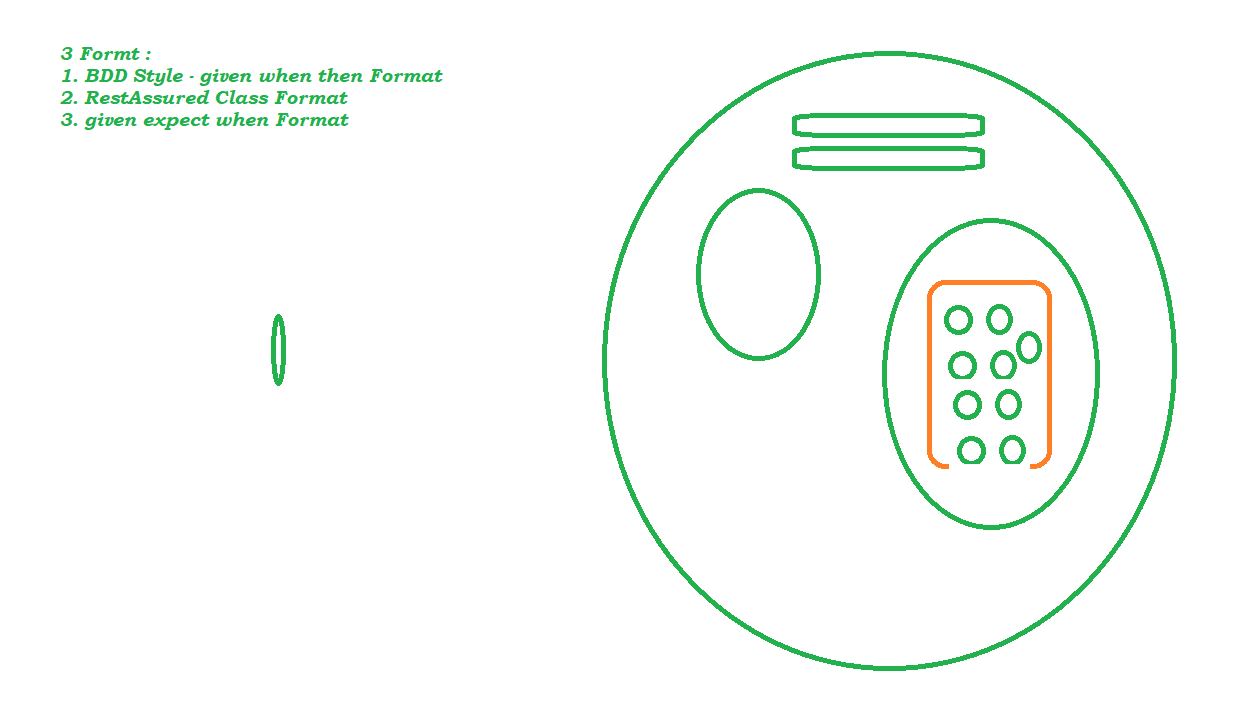 3 Formt :
1. BDD Style - given when then Format
2. RestAssured Class Format
3. given expect when Format